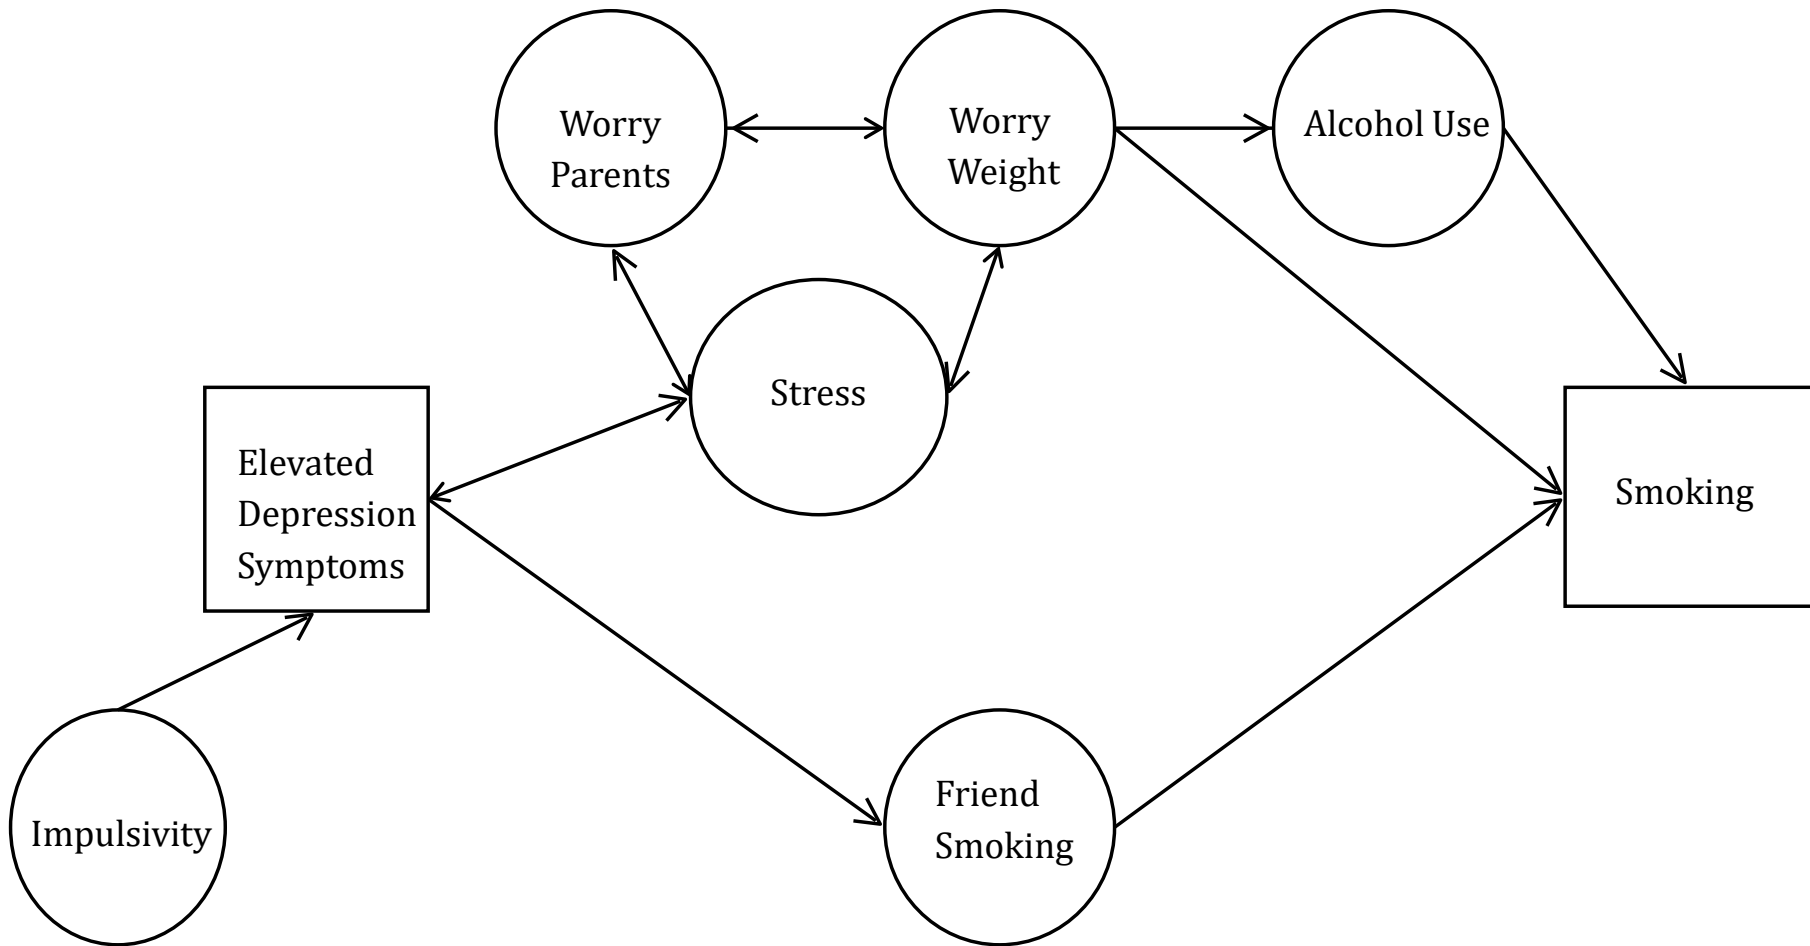 Worry
Parents
Worry
Weight
Alcohol Use
Stress
Elevated
Depression
Symptoms
Smoking
Impulsivity
Friend
Smoking